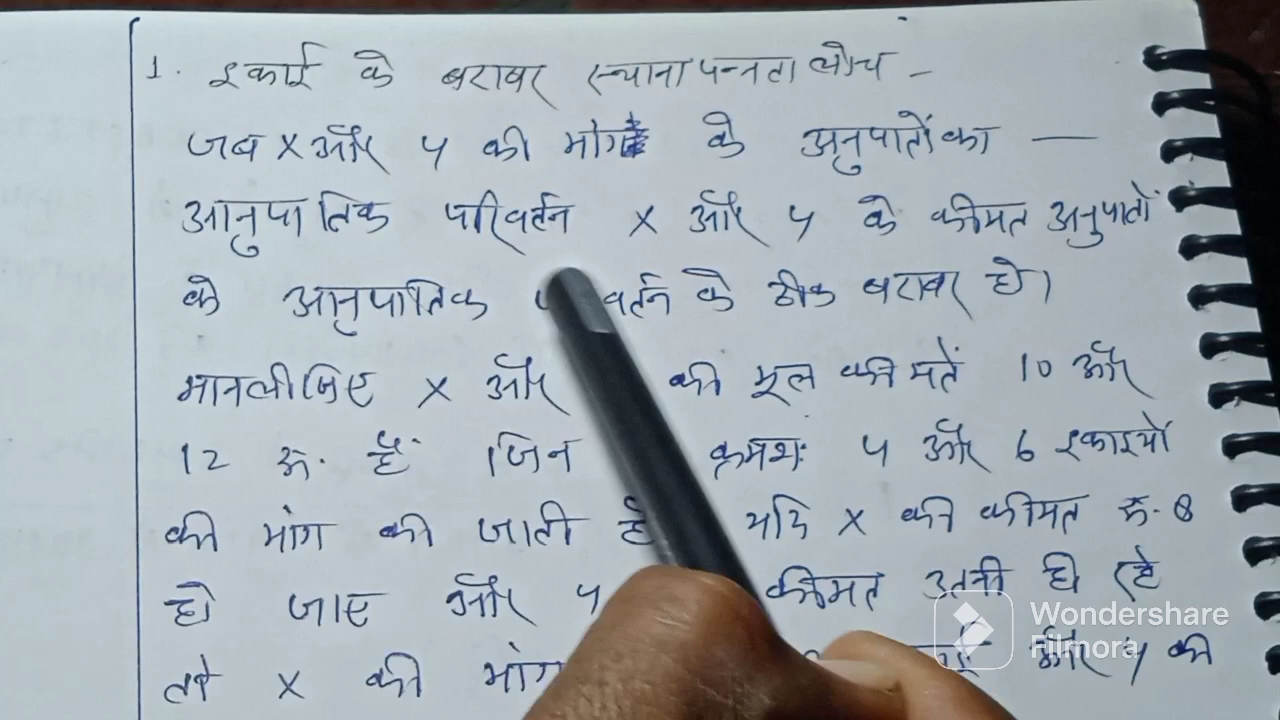 1. इकाई के बराबर स्थानापन्नता लोच -
जब X और Y की मांग के अनुपातों का —
आनुपातिक परिवर्तन X और Y के कीमत अनुपातों
के आनुपातिक वर्तन के ठीक बराबर हो।
मानलीजिए X और की मूल कीमतें 10 और
12 रू. हैं जिन क्रमशः 4 और 6 इकाइयों
की मांग की जाती है यदि X की कीमत रू. 8
हो जाए और Y कीमत उतनी ही रहे
तो X की मांग और Y की
Wondershare
Filmora